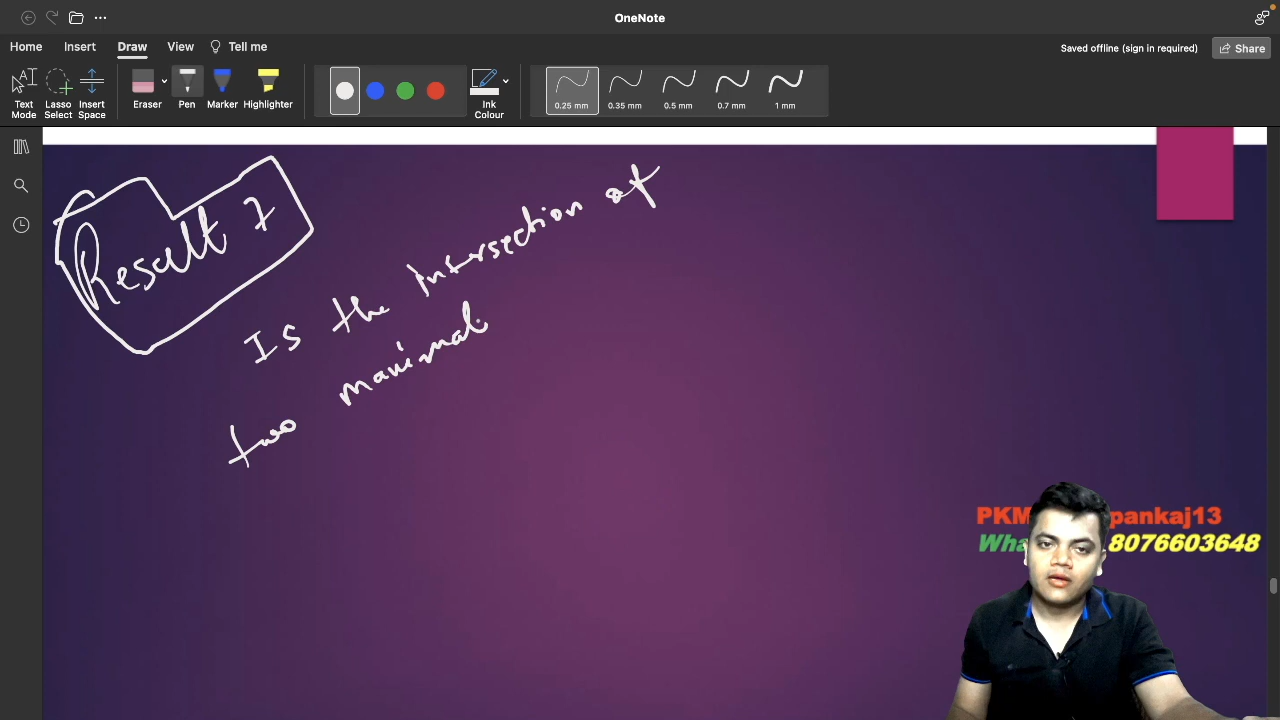 OneNote
Home Insert Draw View Tell me
Saved offline (sign in required) Share
Text Mode
Lasso Select
Insert Space
Eraser
Pen
Marker
Highlighter
Ink Colour
0.25 mm 0.35 mm 0.5 mm 0.7 mm 1 mm
Result 7
Is the intersection of
two maximal
PKM pankaj13
Wha 8076603648